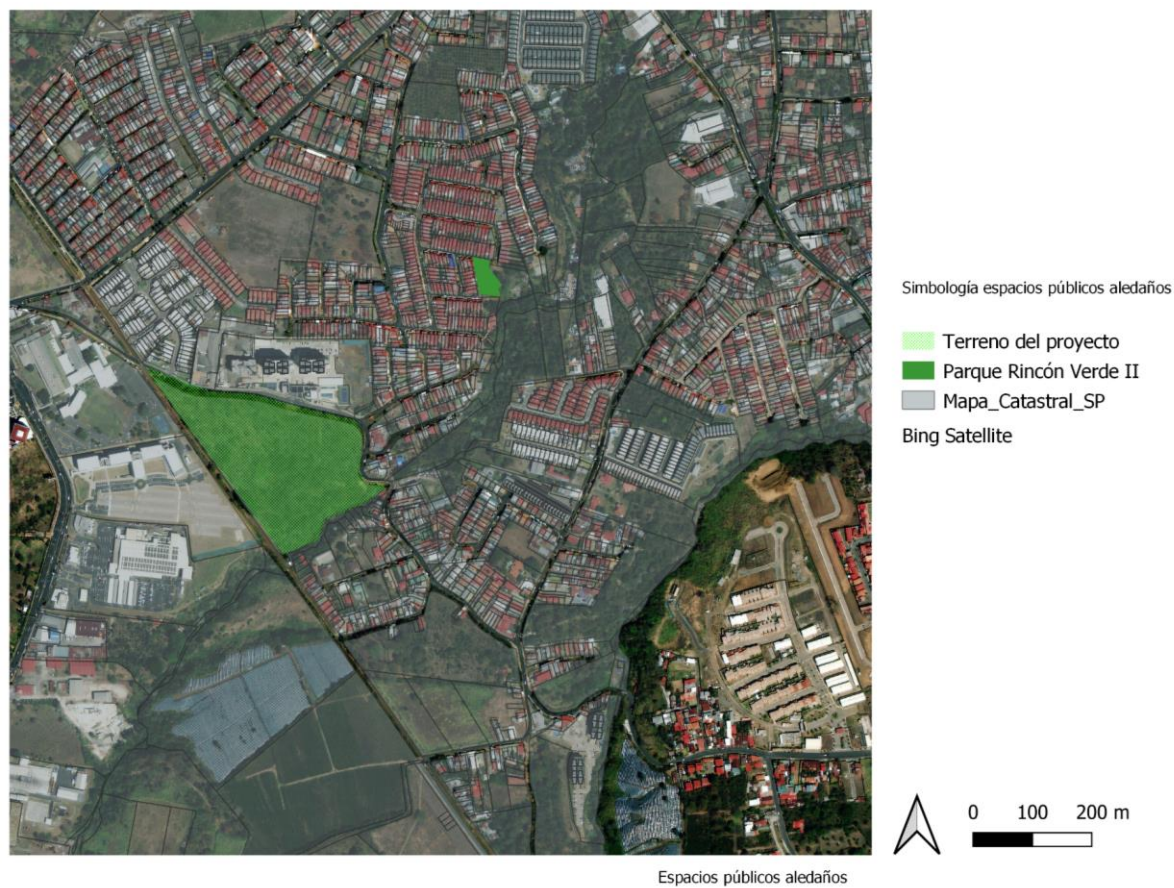 Simbología espacios públicos aledaños
Terreno del proyecto
Parque Rincón Verde II
Mapa_Catastral_SP
Bing Satellite
0 100 200 m
Espacios públicos aledaños